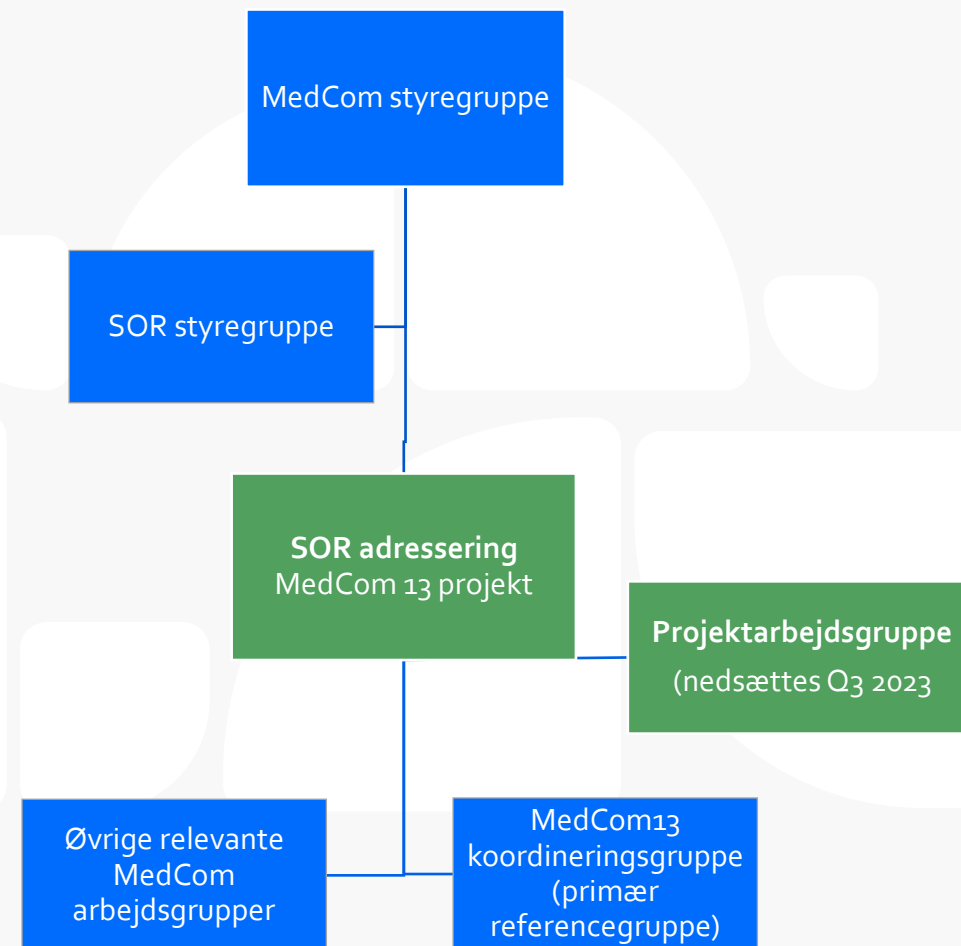 MedCom styregruppe
SOR styregruppe
SOR adressering
MedCom 13 projekt
Projektarbejdsgruppe
(nedsættes Q3 2023
Øvrige relevante
MedCom
arbejdsgrupper
MedCom13
koordineringsgruppe
(primær
referencegruppe)